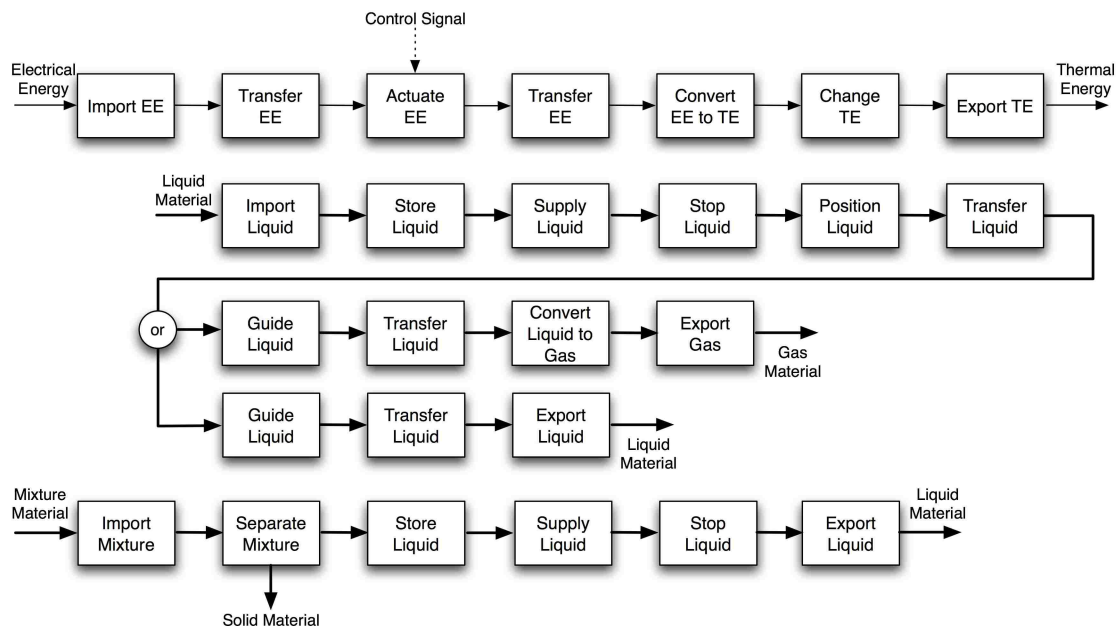 Control Signal
Electrical
Energy
Import EE
Transfer
EE
Actuate
EE
Transfer
EE
Convert
EE to TE
Change
TE
Export TE
Thermal
Energy
Liquid
Material
Import
Liquid
Store
Liquid
Supply
Liquid
Stop
Liquid
Position
Liquid
Transfer
Liquid
or
Guide
Liquid
Transfer
Liquid
Convert
Liquid to
Gas
Export
Gas
Gas
Material
Guide
Liquid
Transfer
Liquid
Export
Liquid
Liquid
Material
Mixture
Material
Import
Mixture
Separate
Mixture
Store
Liquid
Supply
Liquid
Stop
Liquid
Export
Liquid
Liquid
Material
Solid Material